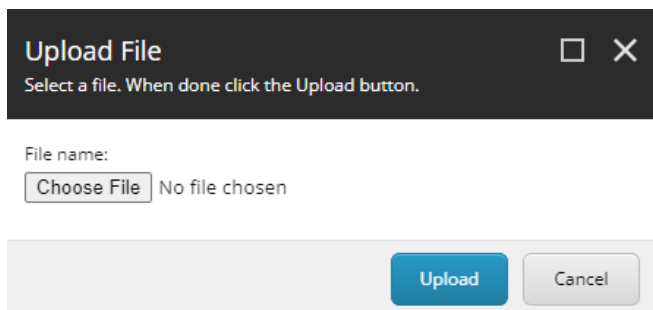 Upload File
Select a file. When done click the Upload button.
File name:
Choose File No file chosen
Upload Cancel